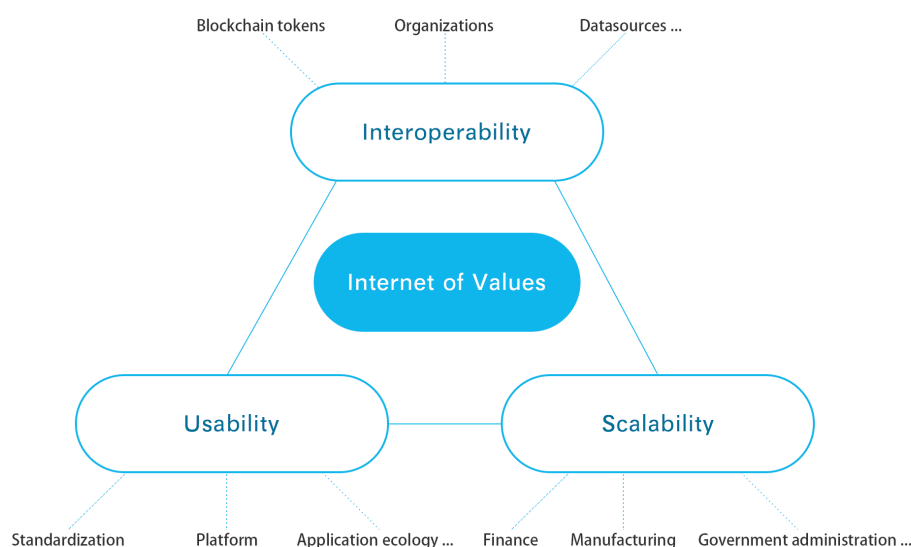 Blockchain tokens
Organizations
Datasources ...
Interoperability
Internet of Values
Usability
Scalability
Standardization
Platform
Application ecology ...
Finance
Manufacturing
Government administration ...